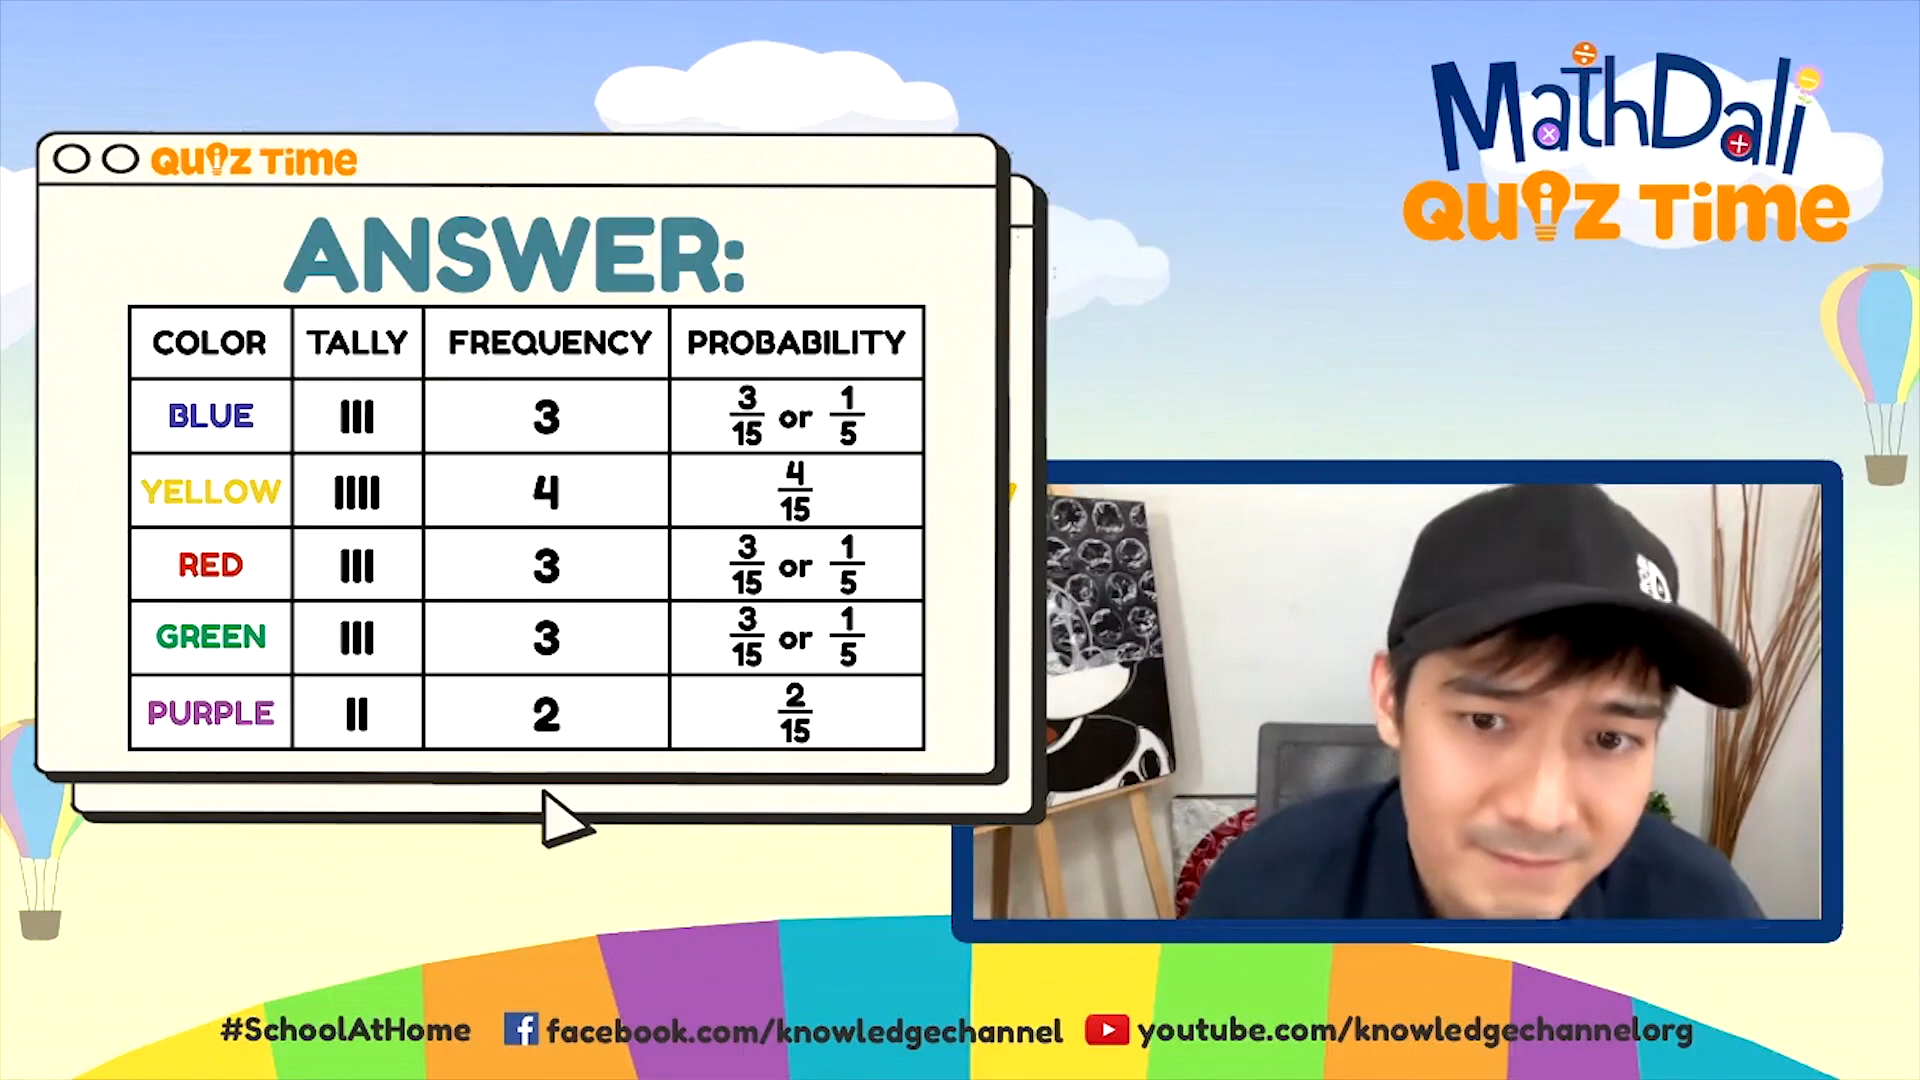 MathDali
QUIZ TIME
QUIZ TIME
ANSWER:
COLOR TALLY FREQUENCY PROBABILITY
BLUE III 3 3/15 or 1/5
YELLOW IIII 4 4/15
RED III 3 3/15 or 1/5
GREEN III 3 3/15 or 1/5
PURPLE II 2 2/15
#SchoolAtHome facebook.com/knowledgechannel youtube.com/knowledgechannelorg